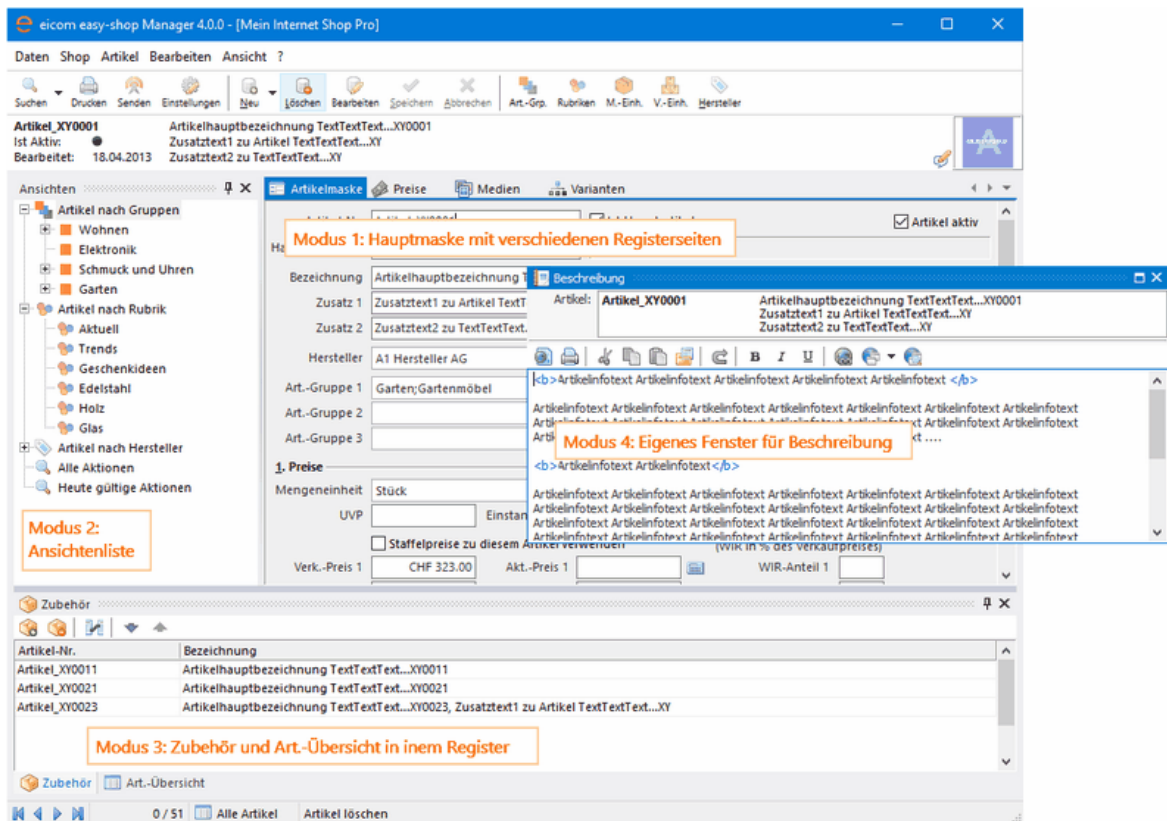 eicom easy-shop Manager 4.0.0 - [Mein Internet Shop Pro]
Daten Shop Artikel Bearbeiten Ansicht ?
Suchen Drucken Senden Einstellungen Neu Löschen Bearbeiten Speichern Abbrechen Art.-Grp. Rubriken M.-Einh. V.-Einh. Hersteller
Artikel_XY0001 Artikelhauptbezeichnung TextTextText...XY0001
Ist Aktiv: Zusatztext1 zu Artikel TextTextText...XY
Bearbeitet: 18.04.2013 Zusatztext2 zu TextTextText...XY
Ansichten
Artikel nach Gruppen
Wohnen
Elektronik
Schmuck und Uhren
Garten
Artikel nach Rubrik
Aktuell
Trends
Geschenkideen
Edelstahl
Holz
Glas
Artikel nach Hersteller
Alle Aktionen
Heute gültige Aktionen
Modus 2:
Ansichtenliste
Artikelmaske Preise Medien Varianten
Artikel aktiv
Modus 1: Hauptmaske mit verschiedenen Registerseiten
Bezeichnung Artikelhauptbezeichnung
Zusatz 1 Zusatztext1 zu Artikel TextT
Zusatz 2 Zusatztext2 zu TextTextText.
Hersteller A1 Hersteller AG
Art.-Gruppe 1 Garten;Gartenmöbel
Art.-Gruppe 2
Art.-Gruppe 3
1. Preise
Mengeneinheit Stück
UVP Einstan
Staffelpreise zu diesem Artikel verwenden (WIR in % des Verkaufpreises)
Verk.-Preis 1 CHF 323.00 Akt.-Preis 1 WIR-Anteil 1
Beschreibung
Artikel: Artikel_XY0001 Artikelhauptbezeichnung TextTextText...XY0001
Zusatztext1 zu Artikel TextTextText...XY
Zusatztext2 zu TextTextText...XY
B I U
<b>Artikelinfotext Artikelinfotext Artikelinfotext Artikelinfotext Artikelinfotext </b>
Artikelinfotext Artikelinfotext Artikelinfotext Artikelinfotext Artikelinfotext Artikelinfotext Artikelinfotext
Modus 4: Eigenes Fenster für Beschreibung
<b>Artikelinfotext Artikelinfotext</b>
Artikelinfotext Artikelinfotext Artikelinfotext Artikelinfotext Artikelinfotext Artikelinfotext Artikelinfotext
Artikelinfotext Artikelinfotext Artikelinfotext Artikelinfotext Artikelinfotext Artikelinfotext Artikelinfotext
Artikelinfotext Artikelinfotext Artikelinfotext Artikelinfotext Artikelinfotext Artikelinfotext Artikelinfotext
Artikelinfotext Artikelinfotext Artikelinfotext Artikelinfotext Artikelinfotext Artikelinfotext Artikelinfotext
Zubehör
Artikel-Nr. Bezeichnung
Artikel_XY0011 Artikelhauptbezeichnung TextTextText...XY0011
Artikel_XY0021 Artikelhauptbezeichnung TextTextText...XY0021
Artikel_XY0023 Artikelhauptbezeichnung TextTextText...XY0023, Zusatztext1 zu Artikel TextTextText...XY
Modus 3: Zubehör und Art.-Übersicht in inem Register
Zubehör Art.-Übersicht
0 / 51 Alle Artikel Artikel löschen